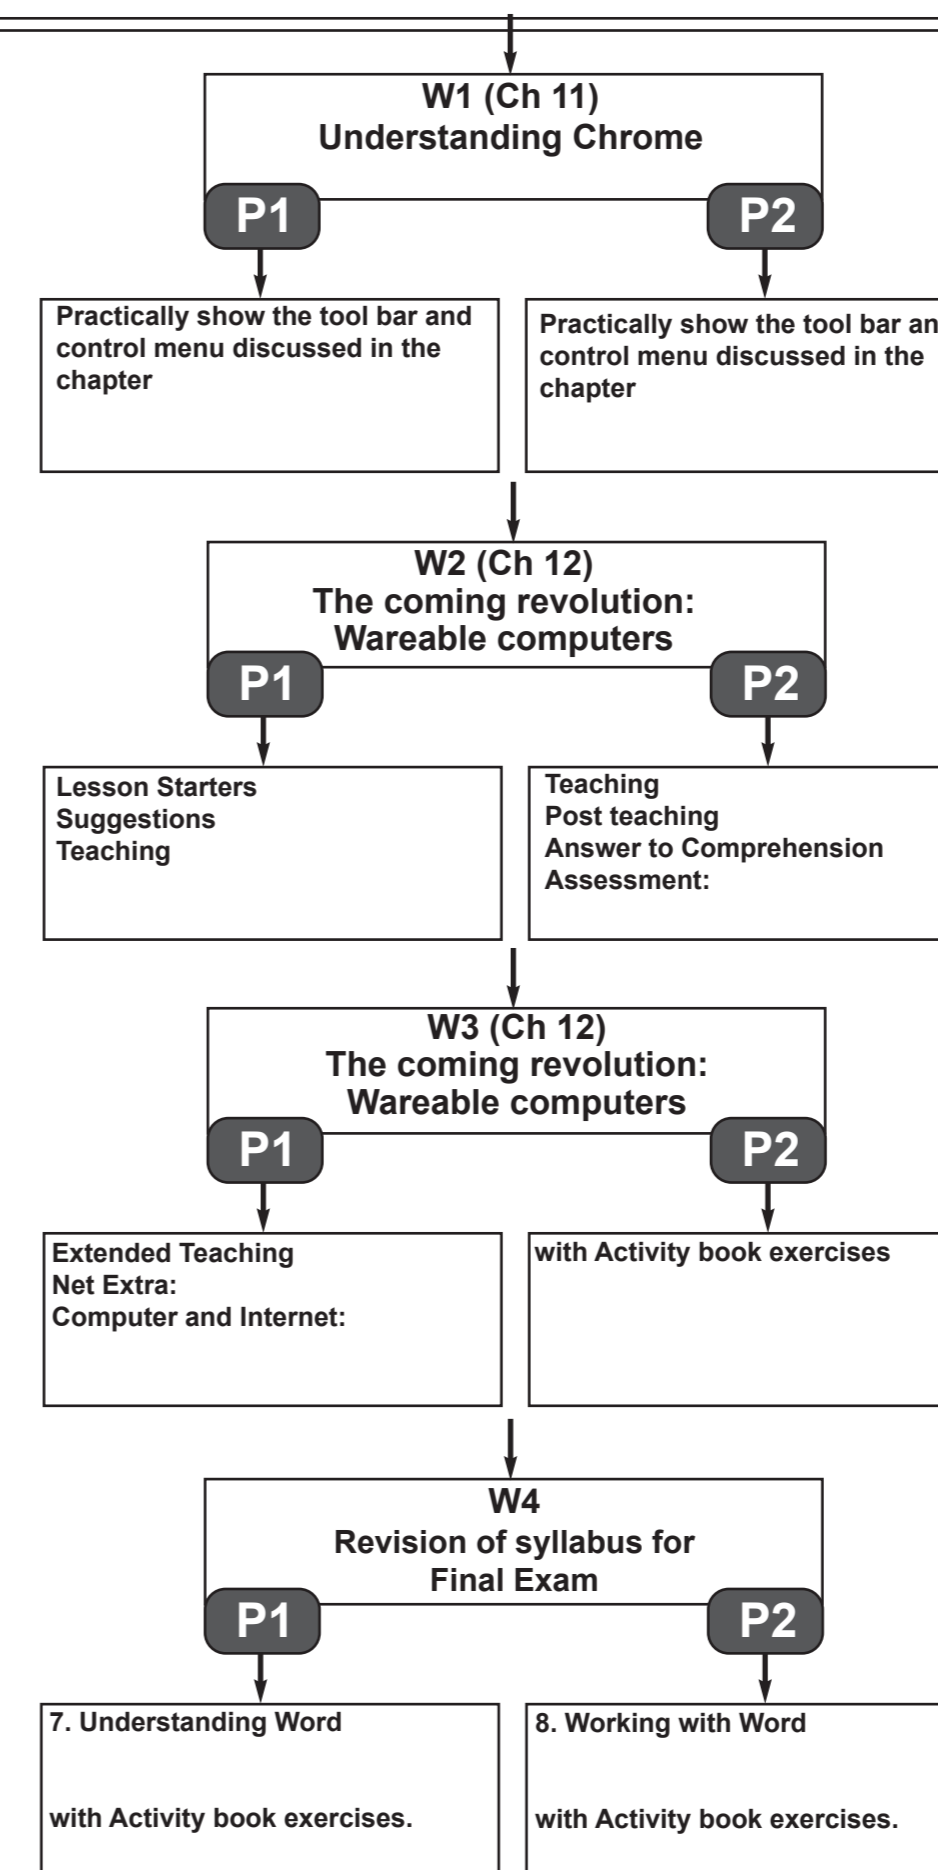 W1 (Ch 11)
Understanding Chrome
P1
P2
Practically show the tool bar and
control menu discussed in the
chapter
Practically show the tool bar an
control menu discussed in the
chapter
W2 (Ch 12)
The coming revolution:
Wareable computers
P1
P2
Lesson Starters
Suggestions
Teaching
Teaching
Post teaching
Answer to Comprehension
Assessment:
W3 (Ch 12)
The coming revolution:
Wareable computers
P1
P2
Extended Teaching
Net Extra:
Computer and Internet:
with Activity book exercises
W4
Revision of syllabus for
Final Exam
P1
P2
7. Understanding Word
with Activity book exercises.
8. Working with Word
with Activity book exercises.